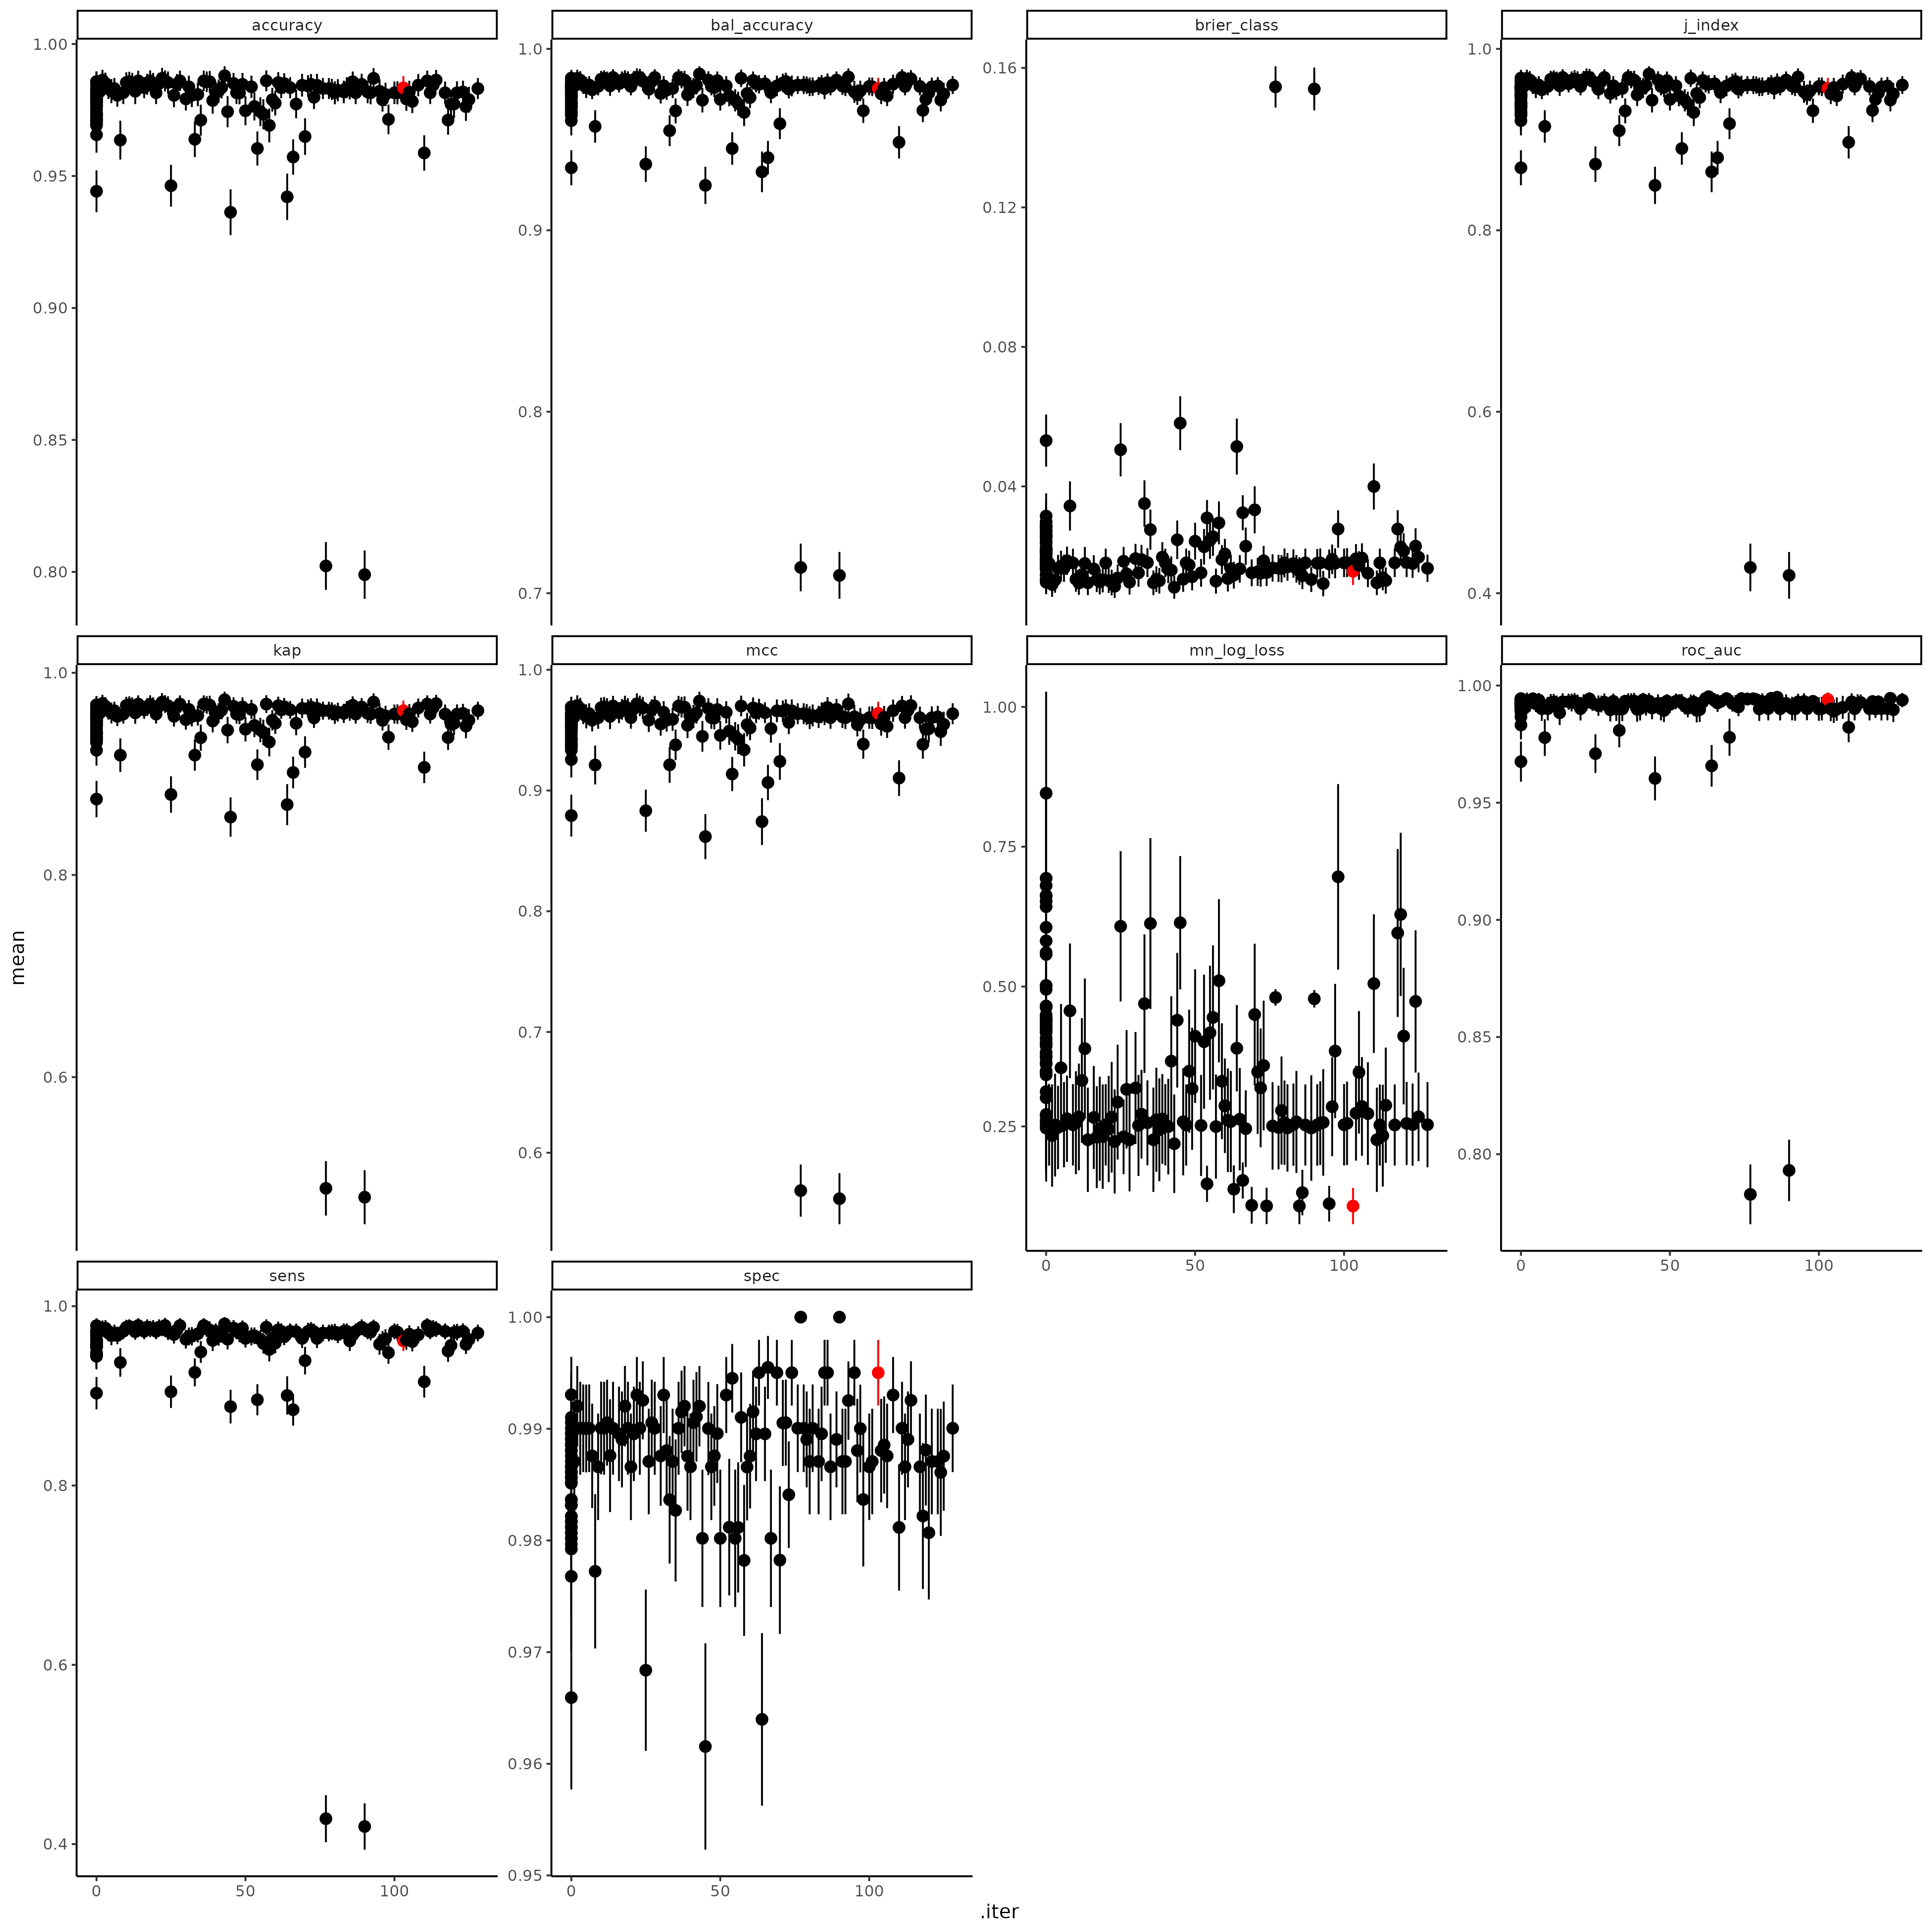 accuracy bal_accuracy brier_class j_index
1.00 1.0 0.16 1.0
0.95 0.9 0.12 0.8
0.90 0.8 0.08 0.6
0.85 0.7 0.04 0.4
0.80
kap mcc mn_log_loss roc_auc
1.0 1.0 1.00 1.00
0.8 0.9 0.75 0.95
0.6 0.8 0.50 0.90
0.7 0.25 0.85
0.6 0.80
0 50 100 0 50 100
mean
sens spec
1.0 1.00
0.8 0.99
0.6 0.98
0.4 0.97
0.96
0.95
0 50 100 0 50 100
.iter